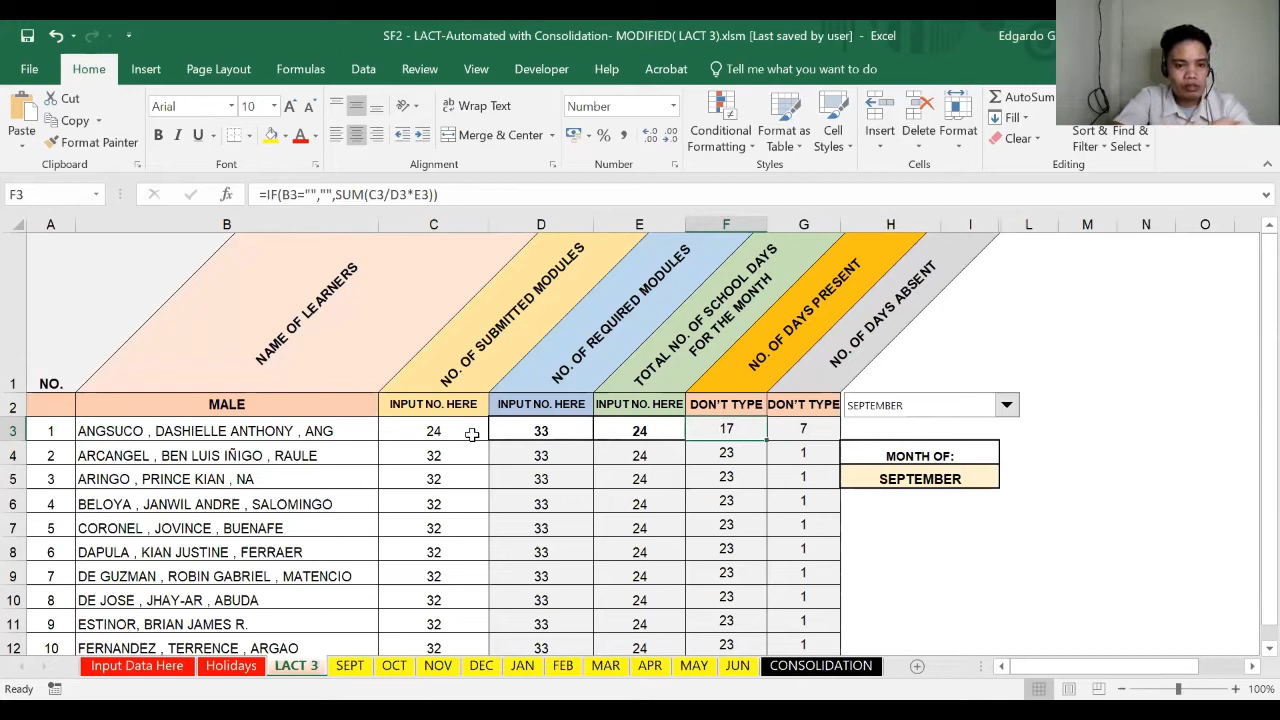 SF2 - LACT-Automated with Consolidation- MODIFIED( LACT 3).xlsm [Last saved by user] - Excel
Edgardo G
File Home Insert Page Layout Formulas Data Review View Developer Help Acrobat Tell me what you want to do
Paste
Cut
Copy
Format Painter
Clipboard
Arial 10
B I U
Font
Wrap Text
Merge & Center
Alignment
Number
Number
Conditional Formatting
Format as Table
Cell Styles
Styles
Insert Delete Format
Cells
AutoSum
Fill
Clear
Sort & Find &
Filter Select
Editing
F3 fx =IF(B3="","",SUM(C3/D3*E3))
A B C D E F G H I L M N O
1 NO. NAME OF LEARNERS NO. OF SUBMITTED MODULES NO. OF REQUIRED MODULES TOTAL NO. OF SCHOOL DAYS FOR THE MONTH NO. OF DAYS PRESENT NO. OF DAYS ABSENT
2 MALE INPUT NO. HERE INPUT NO. HERE INPUT NO. HERE DON'T TYPE DON'T TYPE SEPTEMBER
3 1 ANGSUCO , DASHIELLE ANTHONY , ANG 24 33 24 17 7
4 2 ARCANGEL , BEN LUIS IÑIGO , RAULE 32 33 24 23 1 MONTH OF:
5 3 ARINGO , PRINCE KIAN , NA 32 33 24 23 1 SEPTEMBER
6 4 BELOYA , JANWIL ANDRE , SALOMINGO 32 33 24 23 1
7 5 CORONEL , JOVINCE , BUENAFE 32 33 24 23 1
8 6 DAPULA , KIAN JUSTINE , FERRAER 32 33 24 23 1
9 7 DE GUZMAN , ROBIN GABRIEL , MATENCIO 32 33 24 23 1
10 8 DE JOSE , JHAY-AR , ABUDA 32 33 24 23 1
11 9 ESTINOR, BRIAN JAMES R. 32 33 24 23 1
12 10 FERNANDEZ , TERRENCE , ARGAO 32 33 24 23 1
Input Data Here Holidays LACT 3 SEPT OCT NOV DEC JAN FEB MAR APR MAY JUN CONSOLIDATION
Ready
100%